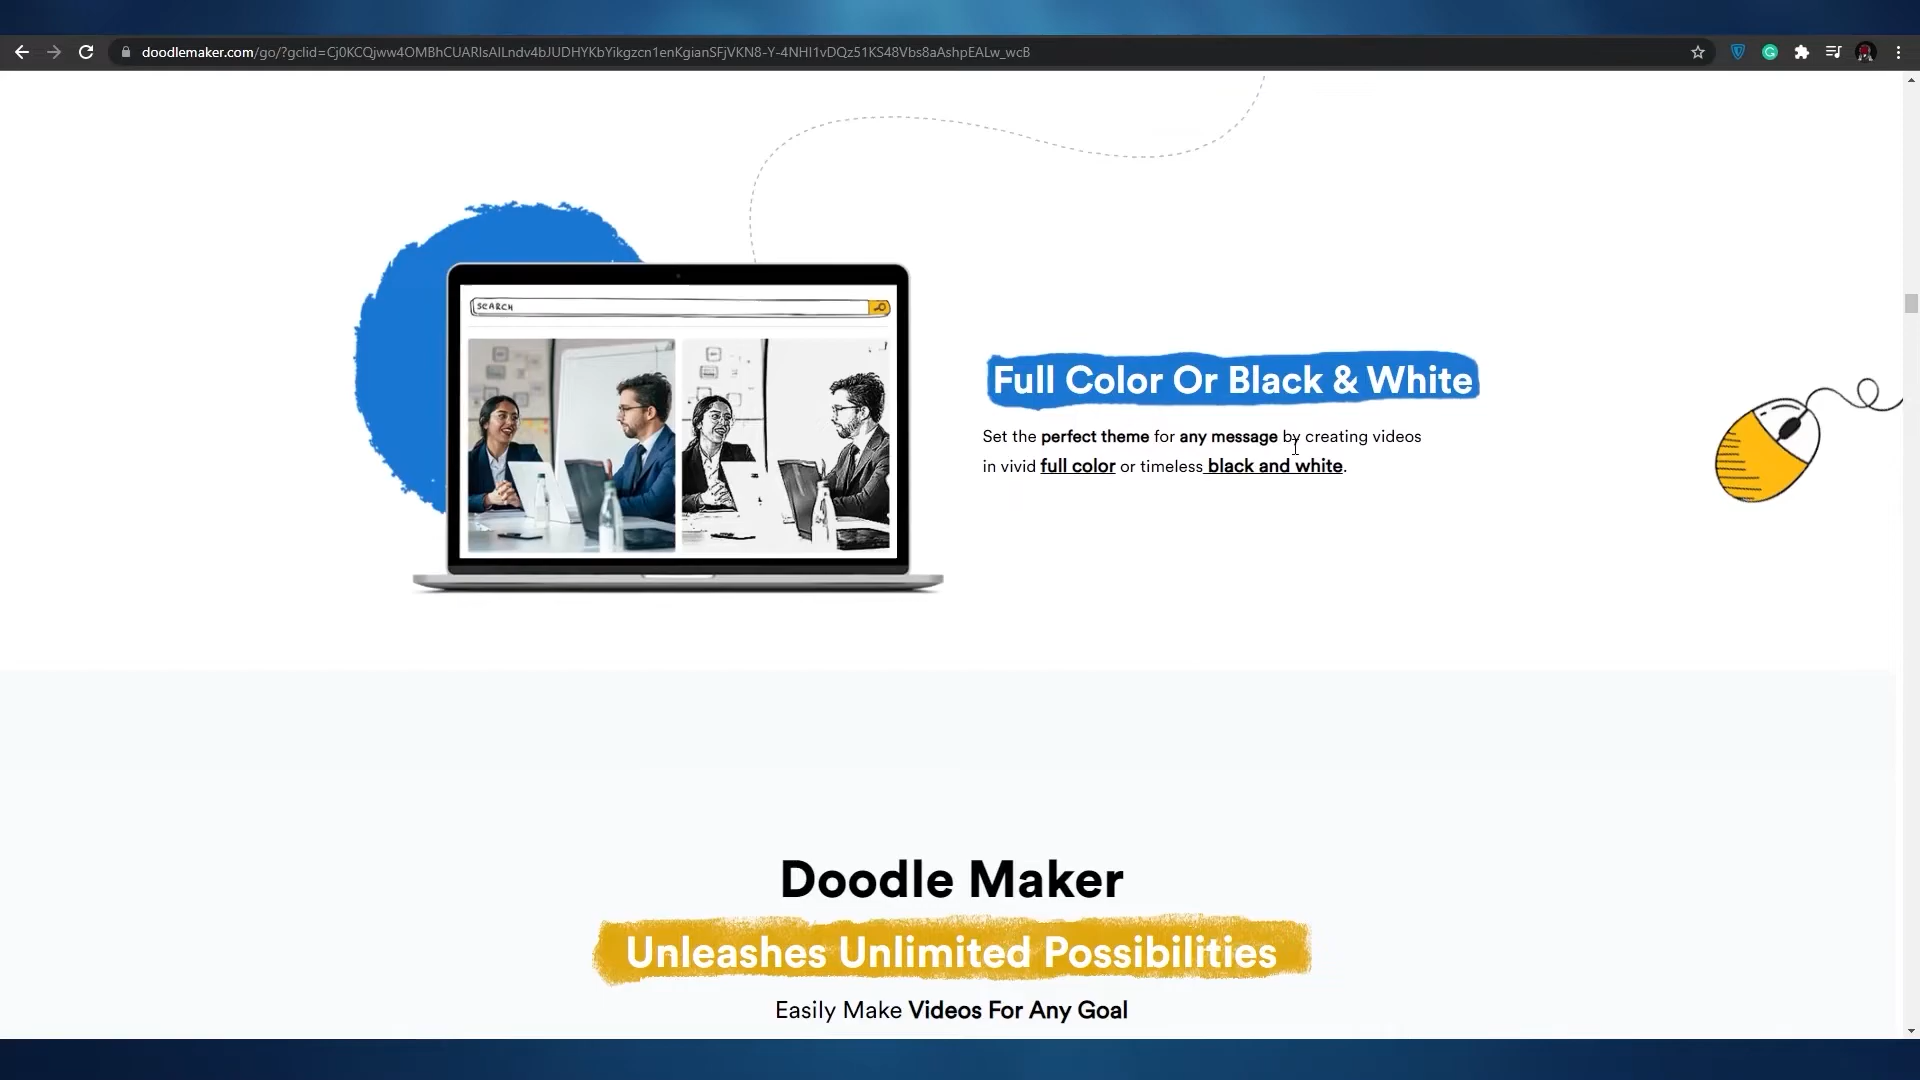 doodlemaker.com/go/?gclid=Cj0KCQjww4OMBhCUARIsAILndv4bJUDHYKbYikgzcn1enKgianSFjVKN8-Y-4NHI1vDQz51KS48Vbs8aAshpEALw_wcB
SEARCH
Full Color Or Black & White
Set the perfect theme for any message by creating videos
in vivid full color or timeless black and white.
Doodle Maker
Unleashes Unlimited Possibilities
Easily Make Videos For Any Goal